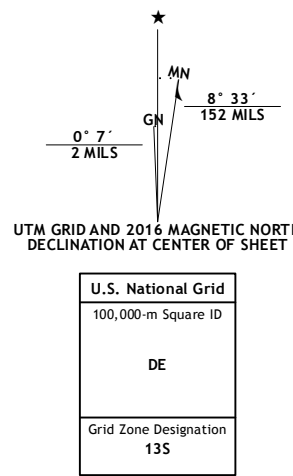 ★
MN
GN
8° 33´
152 MILS
0° 7´
2 MILS
UTM GRID AND 2016 MAGNETIC NORTH
DECLINATION AT CENTER OF SHEET
U.S. National Grid
100,000-m Square ID
DE
Grid Zone Designation
13S